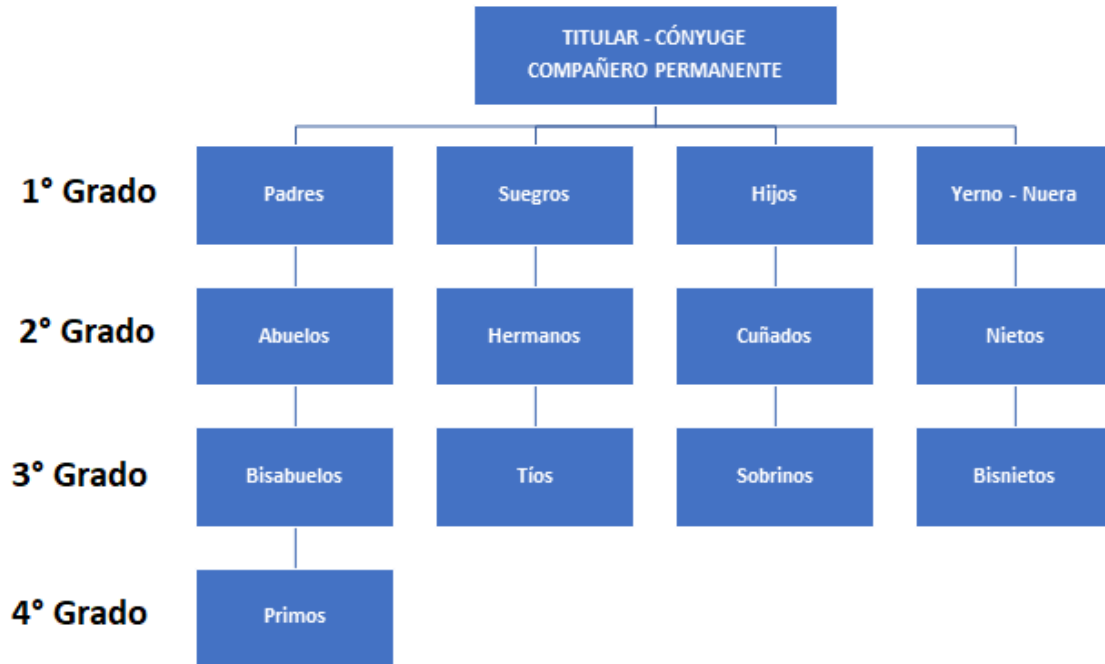 TITULAR - CÓNYUGE
COMPAÑERO PERMANENTE
1° Grado
Padres
Suegros
Hijos
Yerno - Nuera
2° Grado
Abuelos
Hermanos
Cuñados
Nietos
3° Grado
Bisabuelos
Tíos
Sobrinos
Bisnietos
4° Grado
Primos